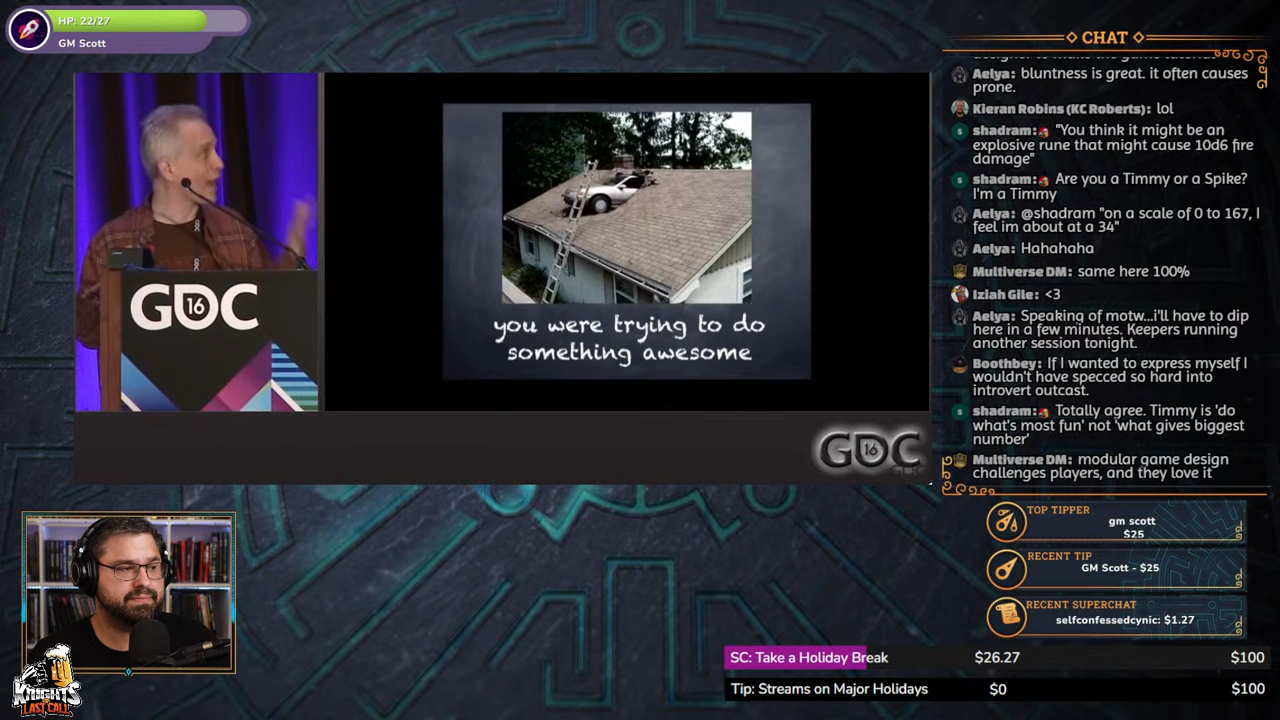 HP: 22/27
GM Scott
GDC
16
you were trying to do
something awesome
GDC
16
KNIGHTS
OF
LAST CALL
CHAT
Aelya: bluntness is great. it often causes
prone.
Kieran Robins (KC Roberts): lol
shadram: "You think it might be an
explosive rune that might cause 10d6 fire
damage"
shadram: Are you a Timmy or a Spike?
I'm a Timmy
Aelya: @shadram "on a scale of 0 to 167, I
feel im about at a 34"
Aelya: Hahahaha
Multiverse DM: same here 100%
Iziah Gile: <3
Aelya: Speaking of motw...i'll have to dip
here in a few minutes. Keepers running
another session tonight.
Boothbey: If I wanted to express myself I
wouldn't have specced so hard into
introvert outcast.
shadram: Totally agree. Timmy is 'do
what's most fun' not 'what gives biggest
number'
Multiverse DM: modular game design
challenges players, and they love it
TOP TIPPER
gm scott
$25
RECENT TIP
GM Scott - $25
RECENT SUPERCHAT
selfconfessedcynic: $1.27
SC: Take a Holiday Break $26.27 $100
Tip: Streams on Major Holidays $0 $100